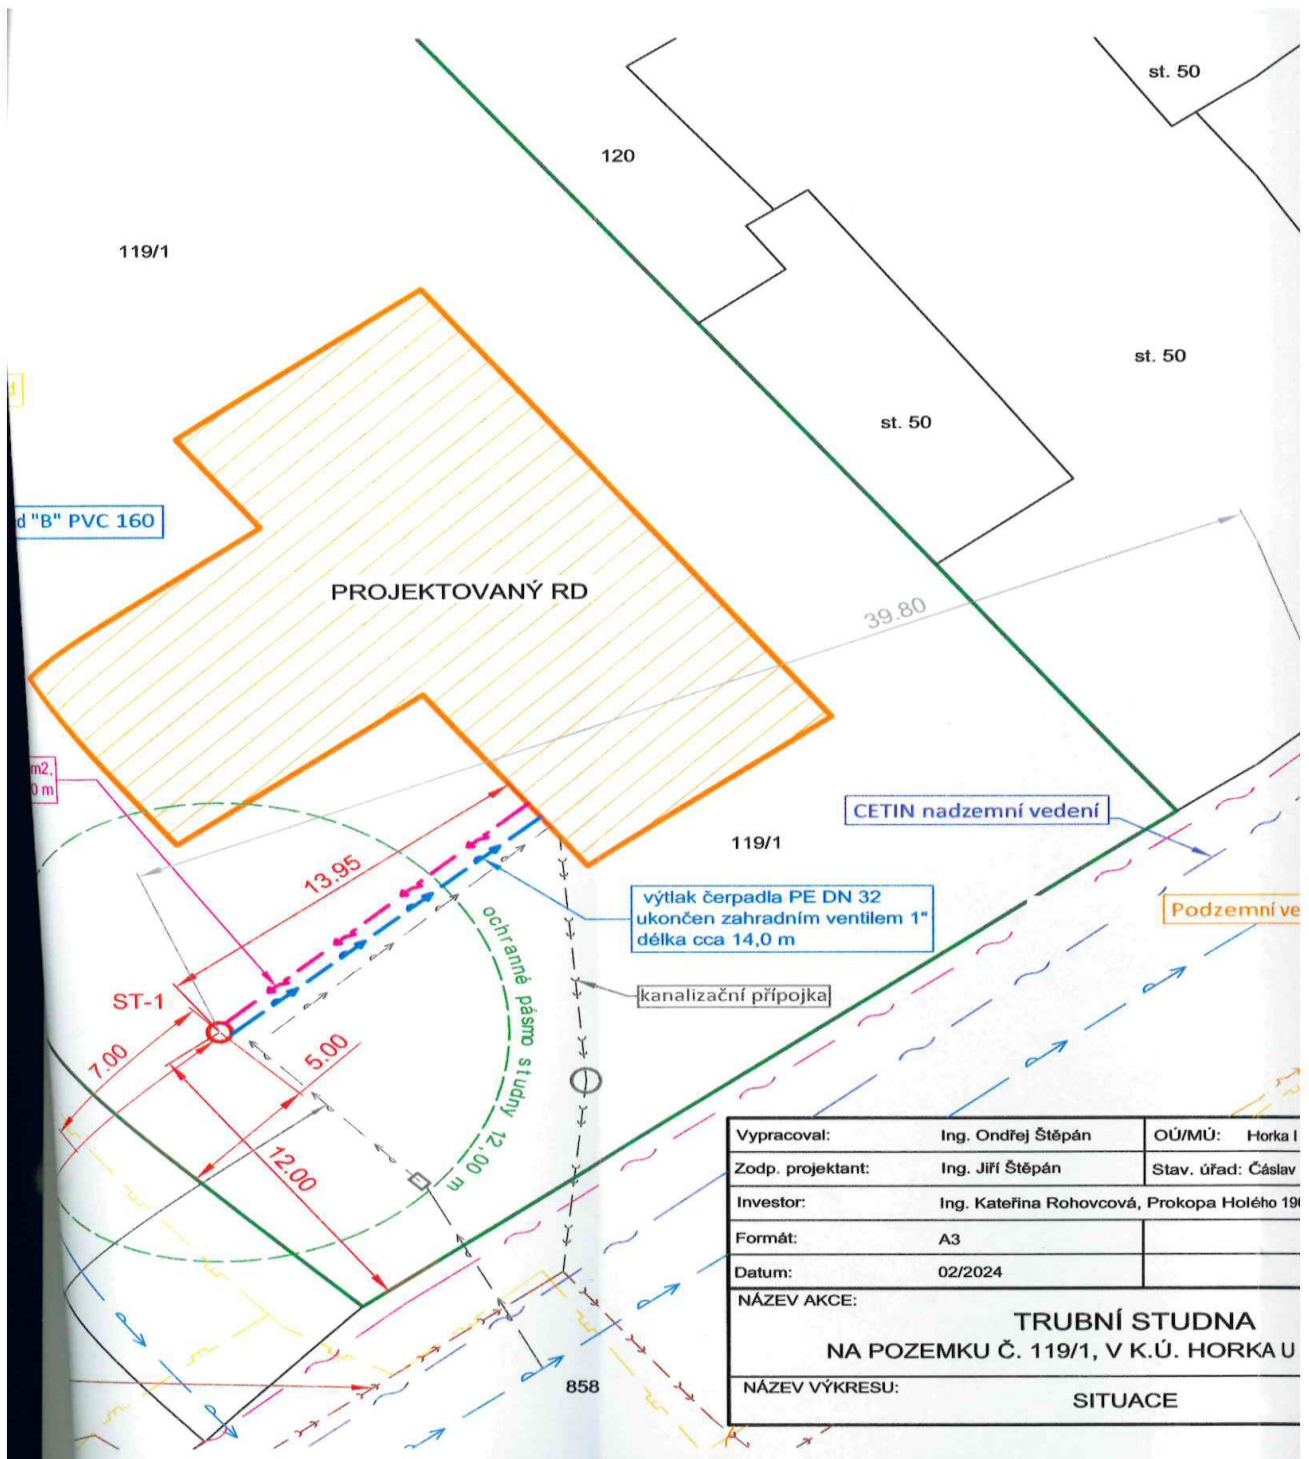 st. 50
120
119/1
st. 50
st. 50
d "B" PVC 160
PROJEKTOVANÝ RD
39.80
m2,
0 m
CETIN nadzemní vedení
119/1
13.95
výtlak čerpadla PE DN 32
ukončen zahradním ventilem 1"
délka cca 14,0 m
Podzemní ve
ochranné pásmo studny 12,00 m
kanalizační přípojka
ST-1
7.00
5.00
12.00
858
Vypracoval: Ing. Ondřej Štěpán OÚ/MÚ: Horka I
Zodp. projektant: Ing. Jiří Štěpán Stav. úřad: Čáslav
Investor: Ing. Kateřina Rohovcová, Prokopa Holého 19
Formát: A3
Datum: 02/2024
NÁZEV AKCE:
TRUBNÍ STUDNA
NA POZEMKU Č. 119/1, V K.Ú. HORKA U
NÁZEV VÝKRESU:
SITUACE